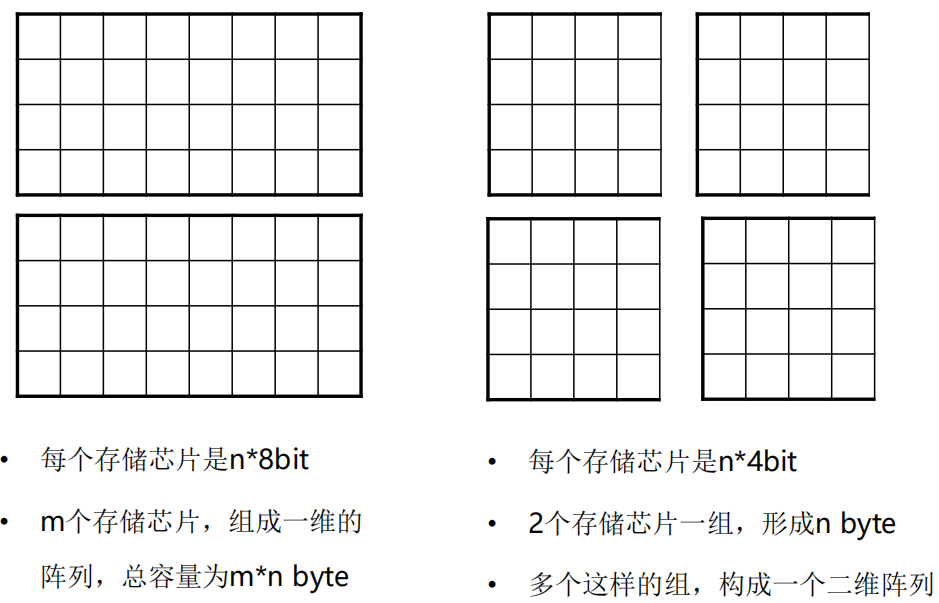 • 每个存储芯片是n*8bit
• m个存储芯片，组成一维的
阵列，总容量为m*n byte
• 每个存储芯片是n*4bit
• 2个存储芯片一组，形成n byte
• 多个这样的组，构成一个二维阵列